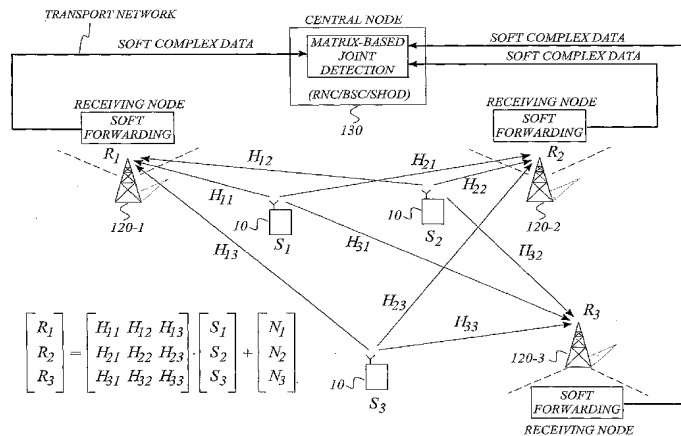 TRANSPORT NETWORK
CENTRAL NODE
SOFT COMPLEX DATA
MATRIX-BASED
JOINT
DETECTION
SOFT COMPLEX DATA
SOFT COMPLEX DATA
(RNC/BSC/SHOD)
130
RECEIVING NODE
SOFT
FORWARDING
RECEIVING NODE
SOFT
FORWARDING
R1
H12
H21
R2
H11
H22
10
S1
10
S2
120-1
120-2
H13
H31
H32
H23
H33
R3
120-3
10
S3
R1 H11 H12 H13 S1 N1
R2 = H21 H22 H23 · S2 + N2
R3 H31 H32 H33 S3 N3
SOFT
FORWARDING
RECEIVING NODE